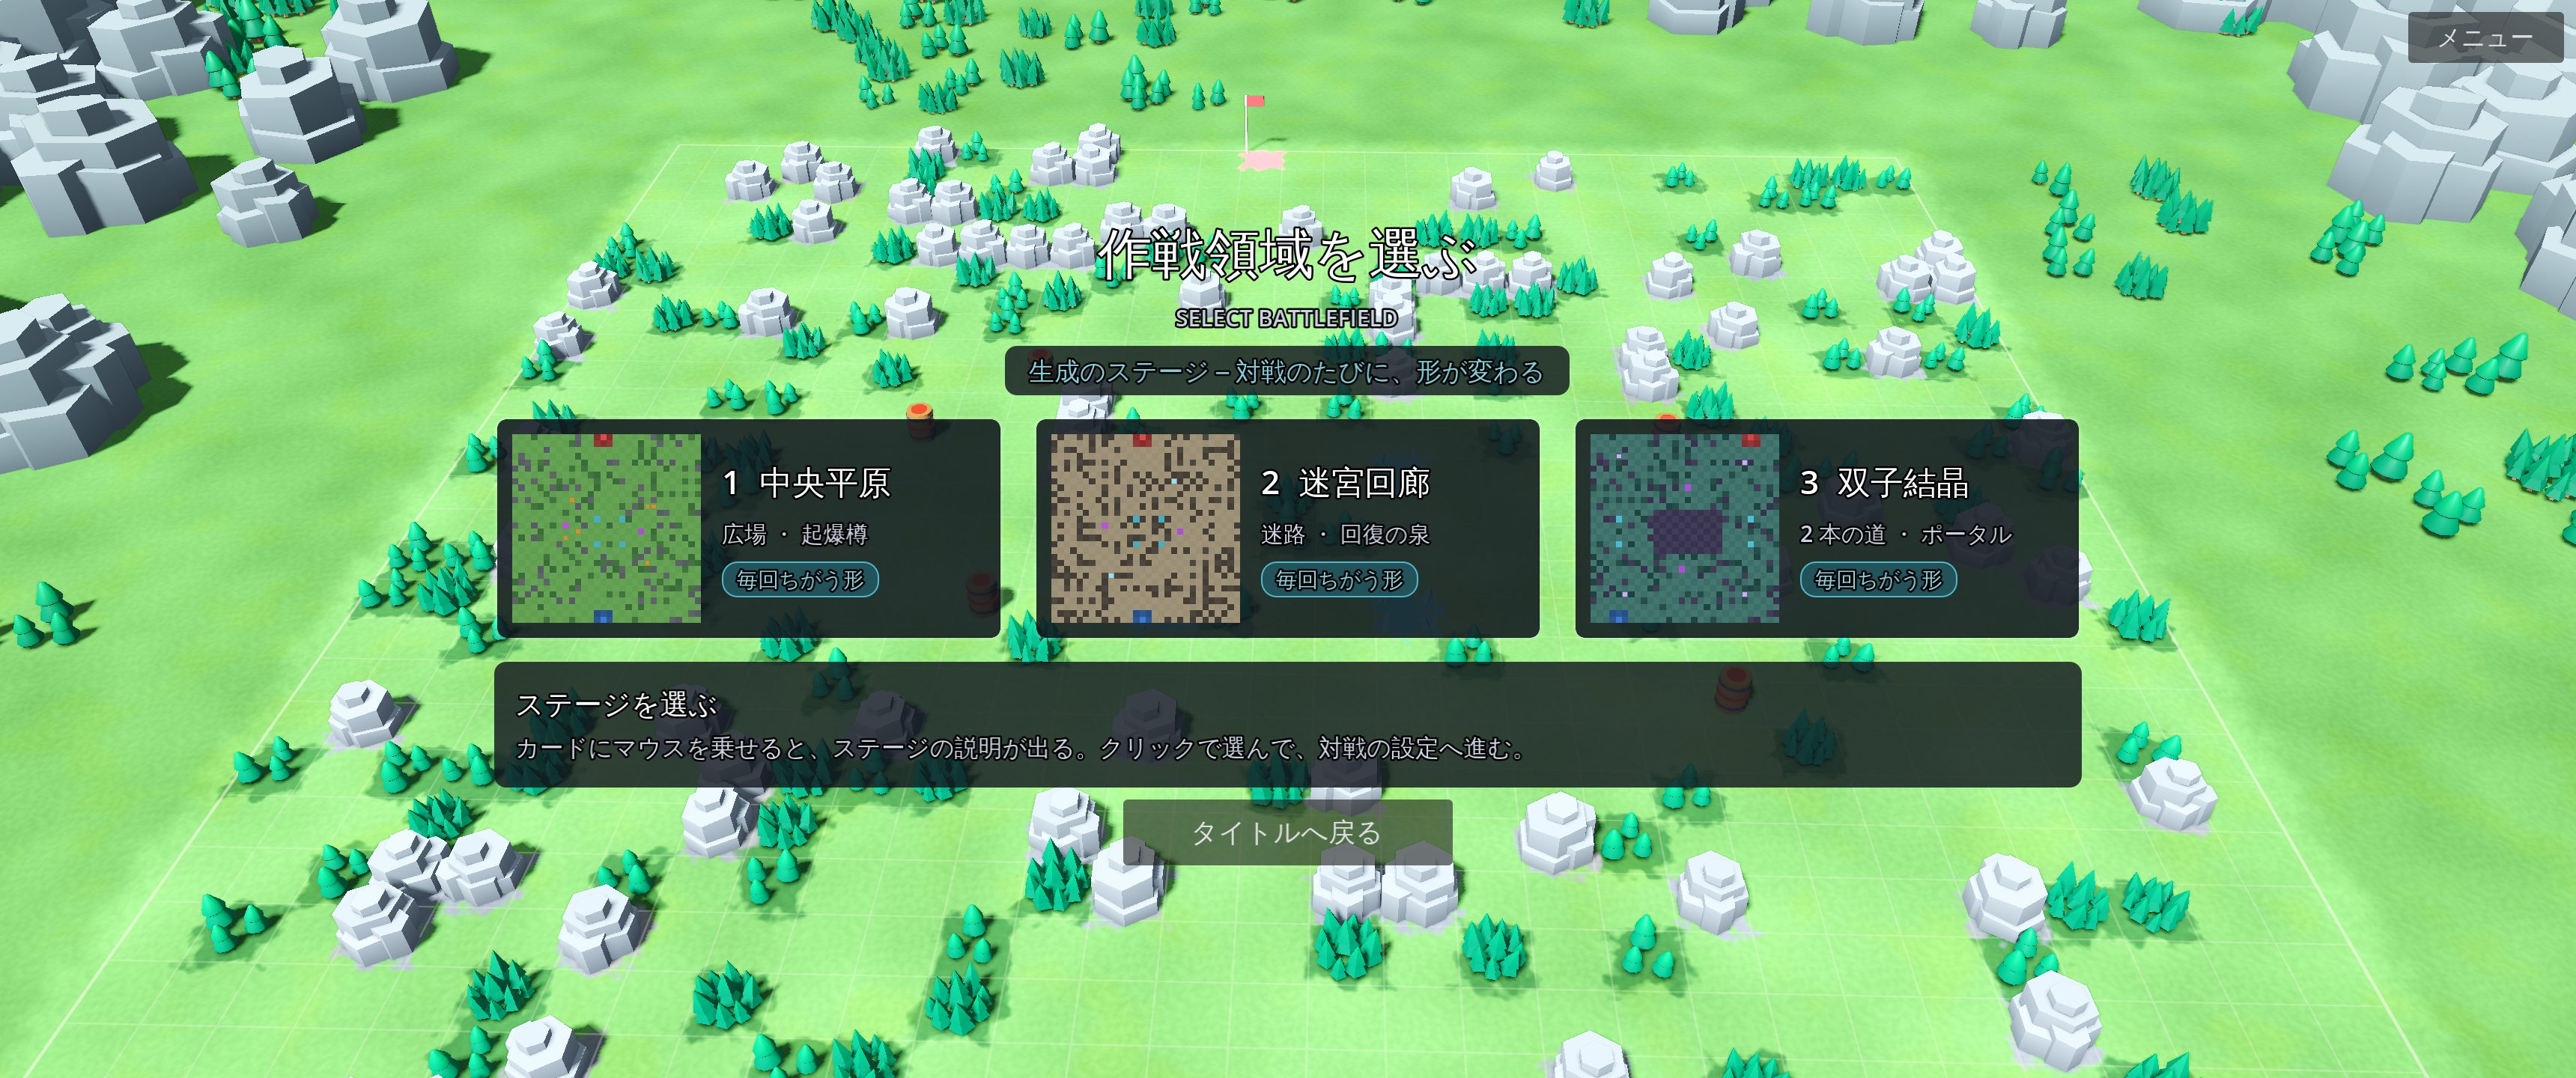 メニュー
作戦領域を選ぶ
SELECT BATTLEFIELD
生成のステージ – 対戦のたびに、形が変わる
1 中央平原
広場 ・ 起爆樽
毎回ちがう形
2 迷宮回廊
迷路 ・ 回復の泉
毎回ちがう形
3 双子結晶
2 本の道 ・ ポータル
毎回ちがう形
ステージを選ぶ
カードにマウスを乗せると、ステージの説明が出る。クリックで選んで、対戦の設定へ進む。
タイトルへ戻る